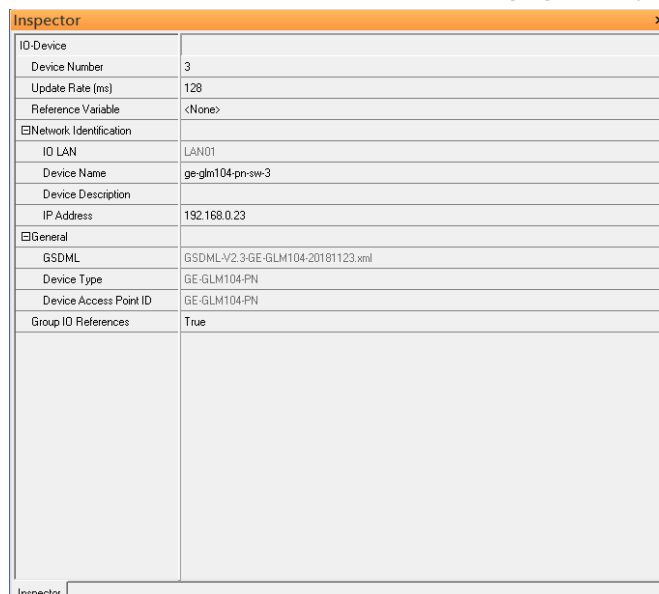 Inspector
IO-Device
Device Number 3
Update Rate (ms) 128
Reference Variable <None>
Network Identification
IO LAN LAN01
Device Name ge-glm104-pn-sw-3
Device Description
IP Address 192.168.0.23
General
GSDML GSDML-V2.3-GE-GLM104-20181123.xml
Device Type GE-GLM104-PN
Device Access Point ID GE-GLM104-PN
Group IO References True
Inspector